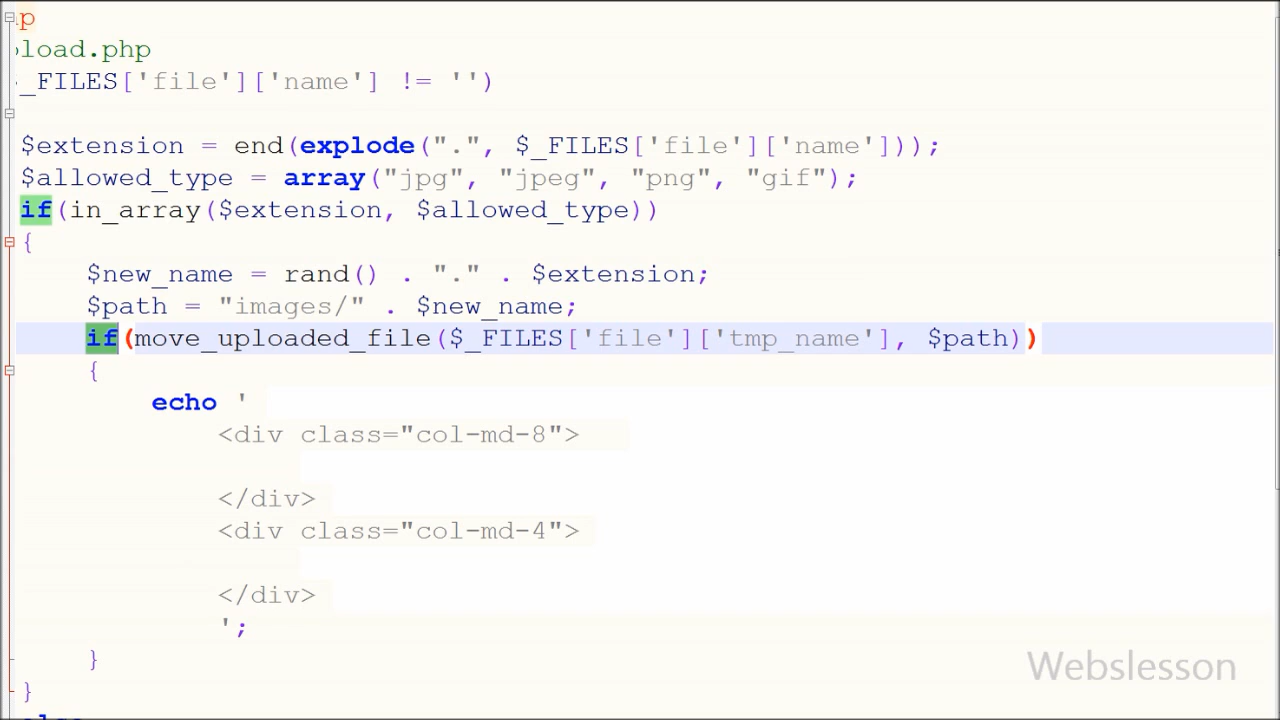 p
load.php
$_FILES['file']['name'] != '')
$extension = end(explode(".", $_FILES['file']['name']));
$allowed_type = array("jpg", "jpeg", "png", "gif");
if(in_array($extension, $allowed_type))
{
$new_name = rand() . "." . $extension;
$path = "images/" . $new_name;
if(move_uploaded_file($_FILES['file']['tmp_name'], $path))
{
echo '
<div class="col-md-8">
</div>
<div class="col-md-4">
</div>
';
}
}
else
Webslesson